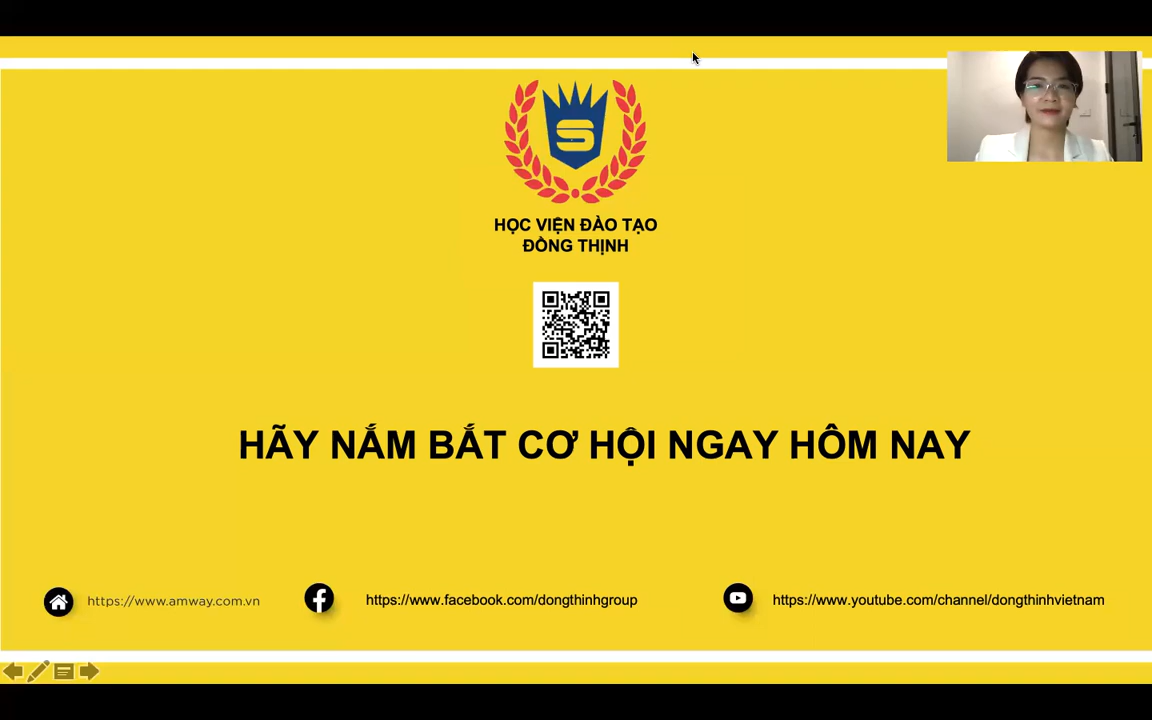 S
HỌC VIỆN ĐÀO TẠO
ĐỒNG THỊNH
HÃY NẮM BẮT CƠ HỘI NGAY HÔM NAY
https://www.amway.com.vn
https://www.facebook.com/dongthinhgroup
https://www.youtube.com/channel/dongthinhvietnam